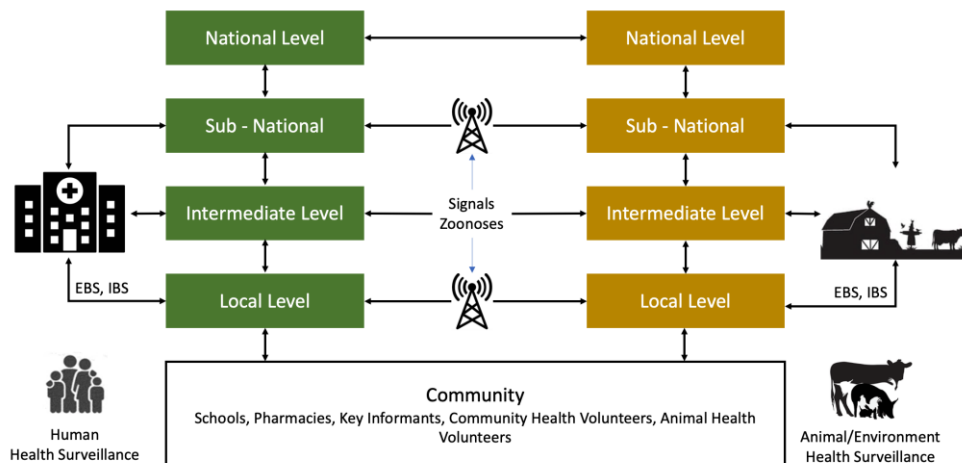 National Level
National Level
Sub - National
Sub - National
Signals
Zoonoses
Intermediate Level
Intermediate Level
EBS, IBS
Local Level
Local Level
EBS, IBS
Community
Schools, Pharmacies, Key Informants, Community Health Volunteers, Animal Health
Volunteers
Human
Health Surveillance
Animal/Environment
Health Surveillance